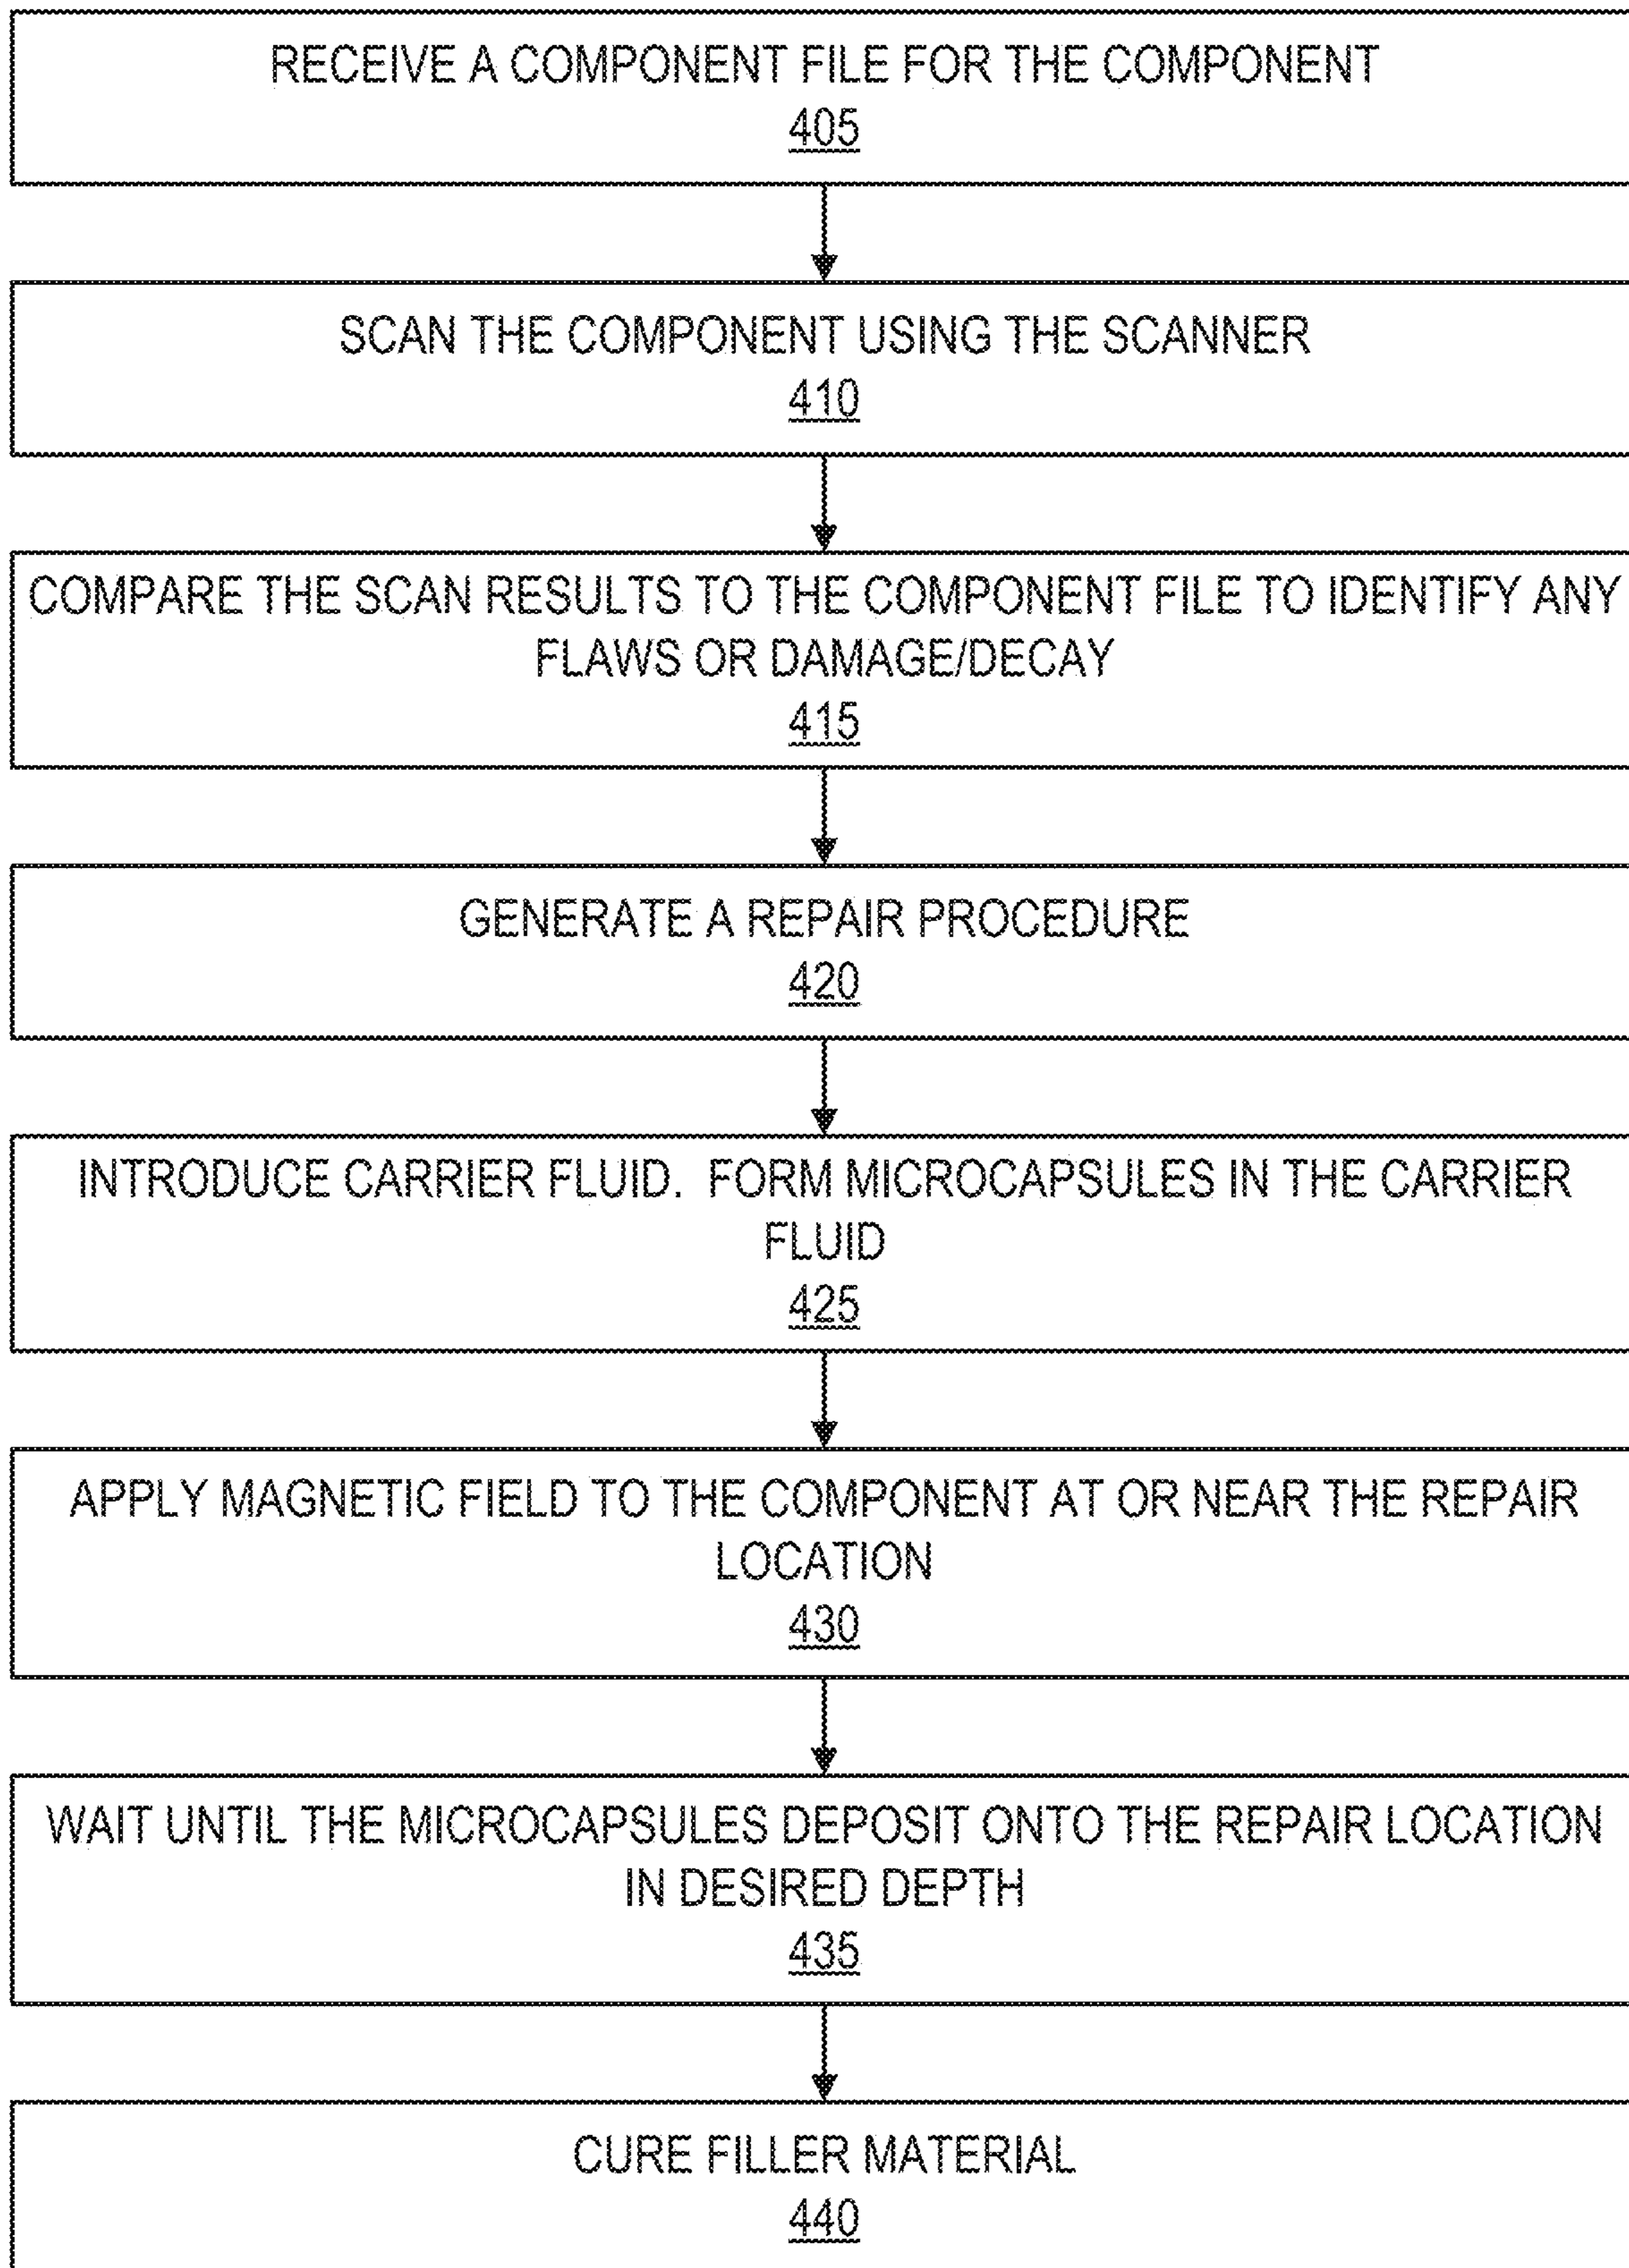 RECEIVE A COMPONENT FILE FOR THE COMPONENT
405
SCAN THE COMPONENT USING THE SCANNER
410
COMPARE THE SCAN RESULTS TO THE COMPONENT FILE TO IDENTIFY ANY
FLAWS OR DAMAGE/DECAY
415
GENERATE A REPAIR PROCEDURE
420
INTRODUCE CARRIER FLUID. FORM MICROCAPSULES IN THE CARRIER
FLUID
425
APPLY MAGNETIC FIELD TO THE COMPONENT AT OR NEAR THE REPAIR
LOCATION
430
WAIT UNTIL THE MICROCAPSULES DEPOSIT ONTO THE REPAIR LOCATION
IN DESIRED DEPTH
435
CURE FILLER MATERIAL
440